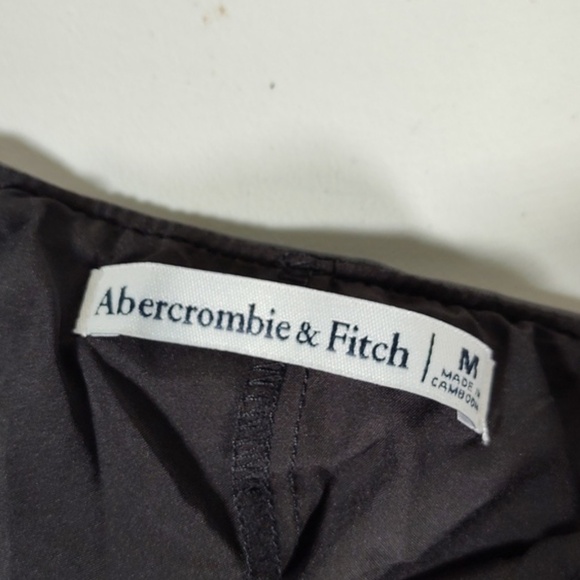 Abercrombie & Fitch | M
MADE IN
CAMBODIA